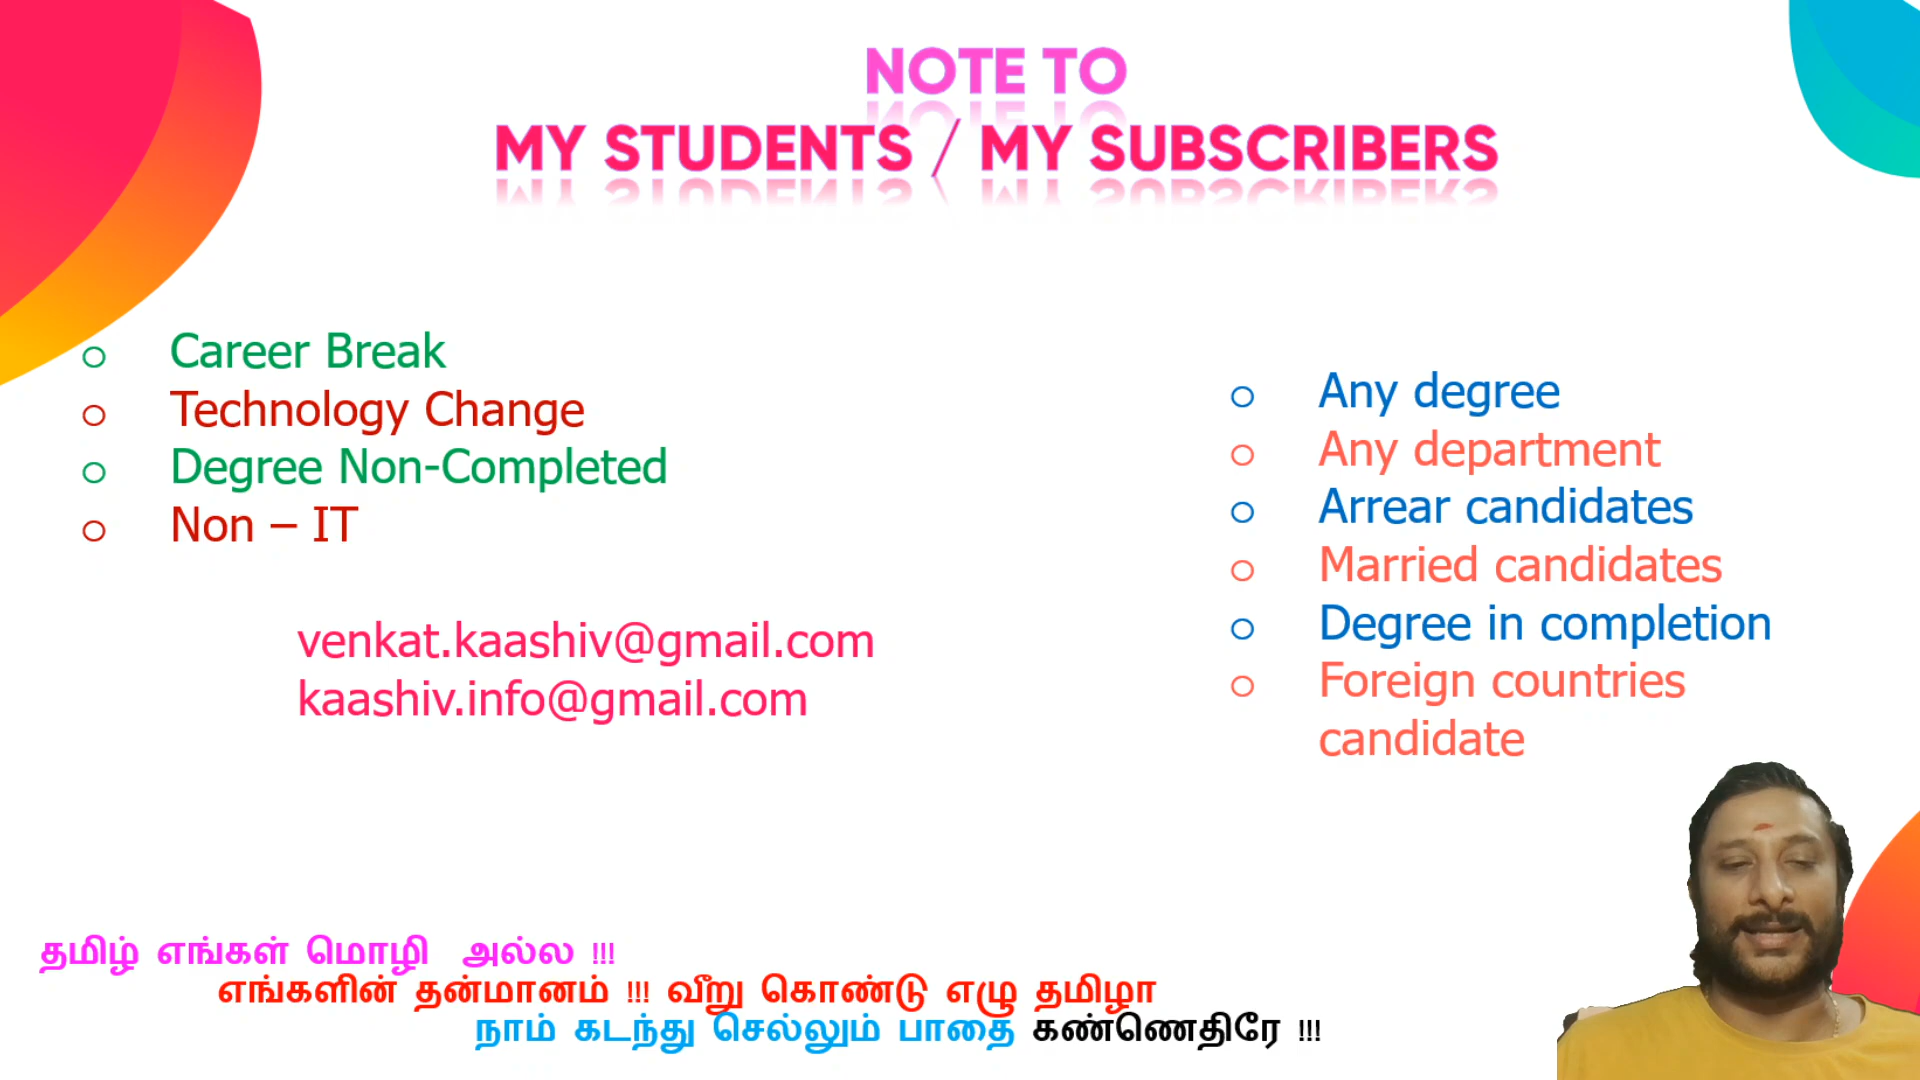 NOTE TO
MY STUDENTS / MY SUBSCRIBERS
Career Break
Technology Change
Degree Non-Completed
Non – IT
venkat.kaashiv@gmail.com
kaashiv.info@gmail.com
Any degree
Any department
Arrear candidates
Married candidates
Degree in completion
Foreign countries
candidate
தமிழ் எங்கள் மொழி அல்ல !!!
எங்களின் தன்மானம் !!! வீறு கொண்டு எழு தமிழா
நாம் கடந்து செல்லும் பாதை கண்ணெதிரே !!!